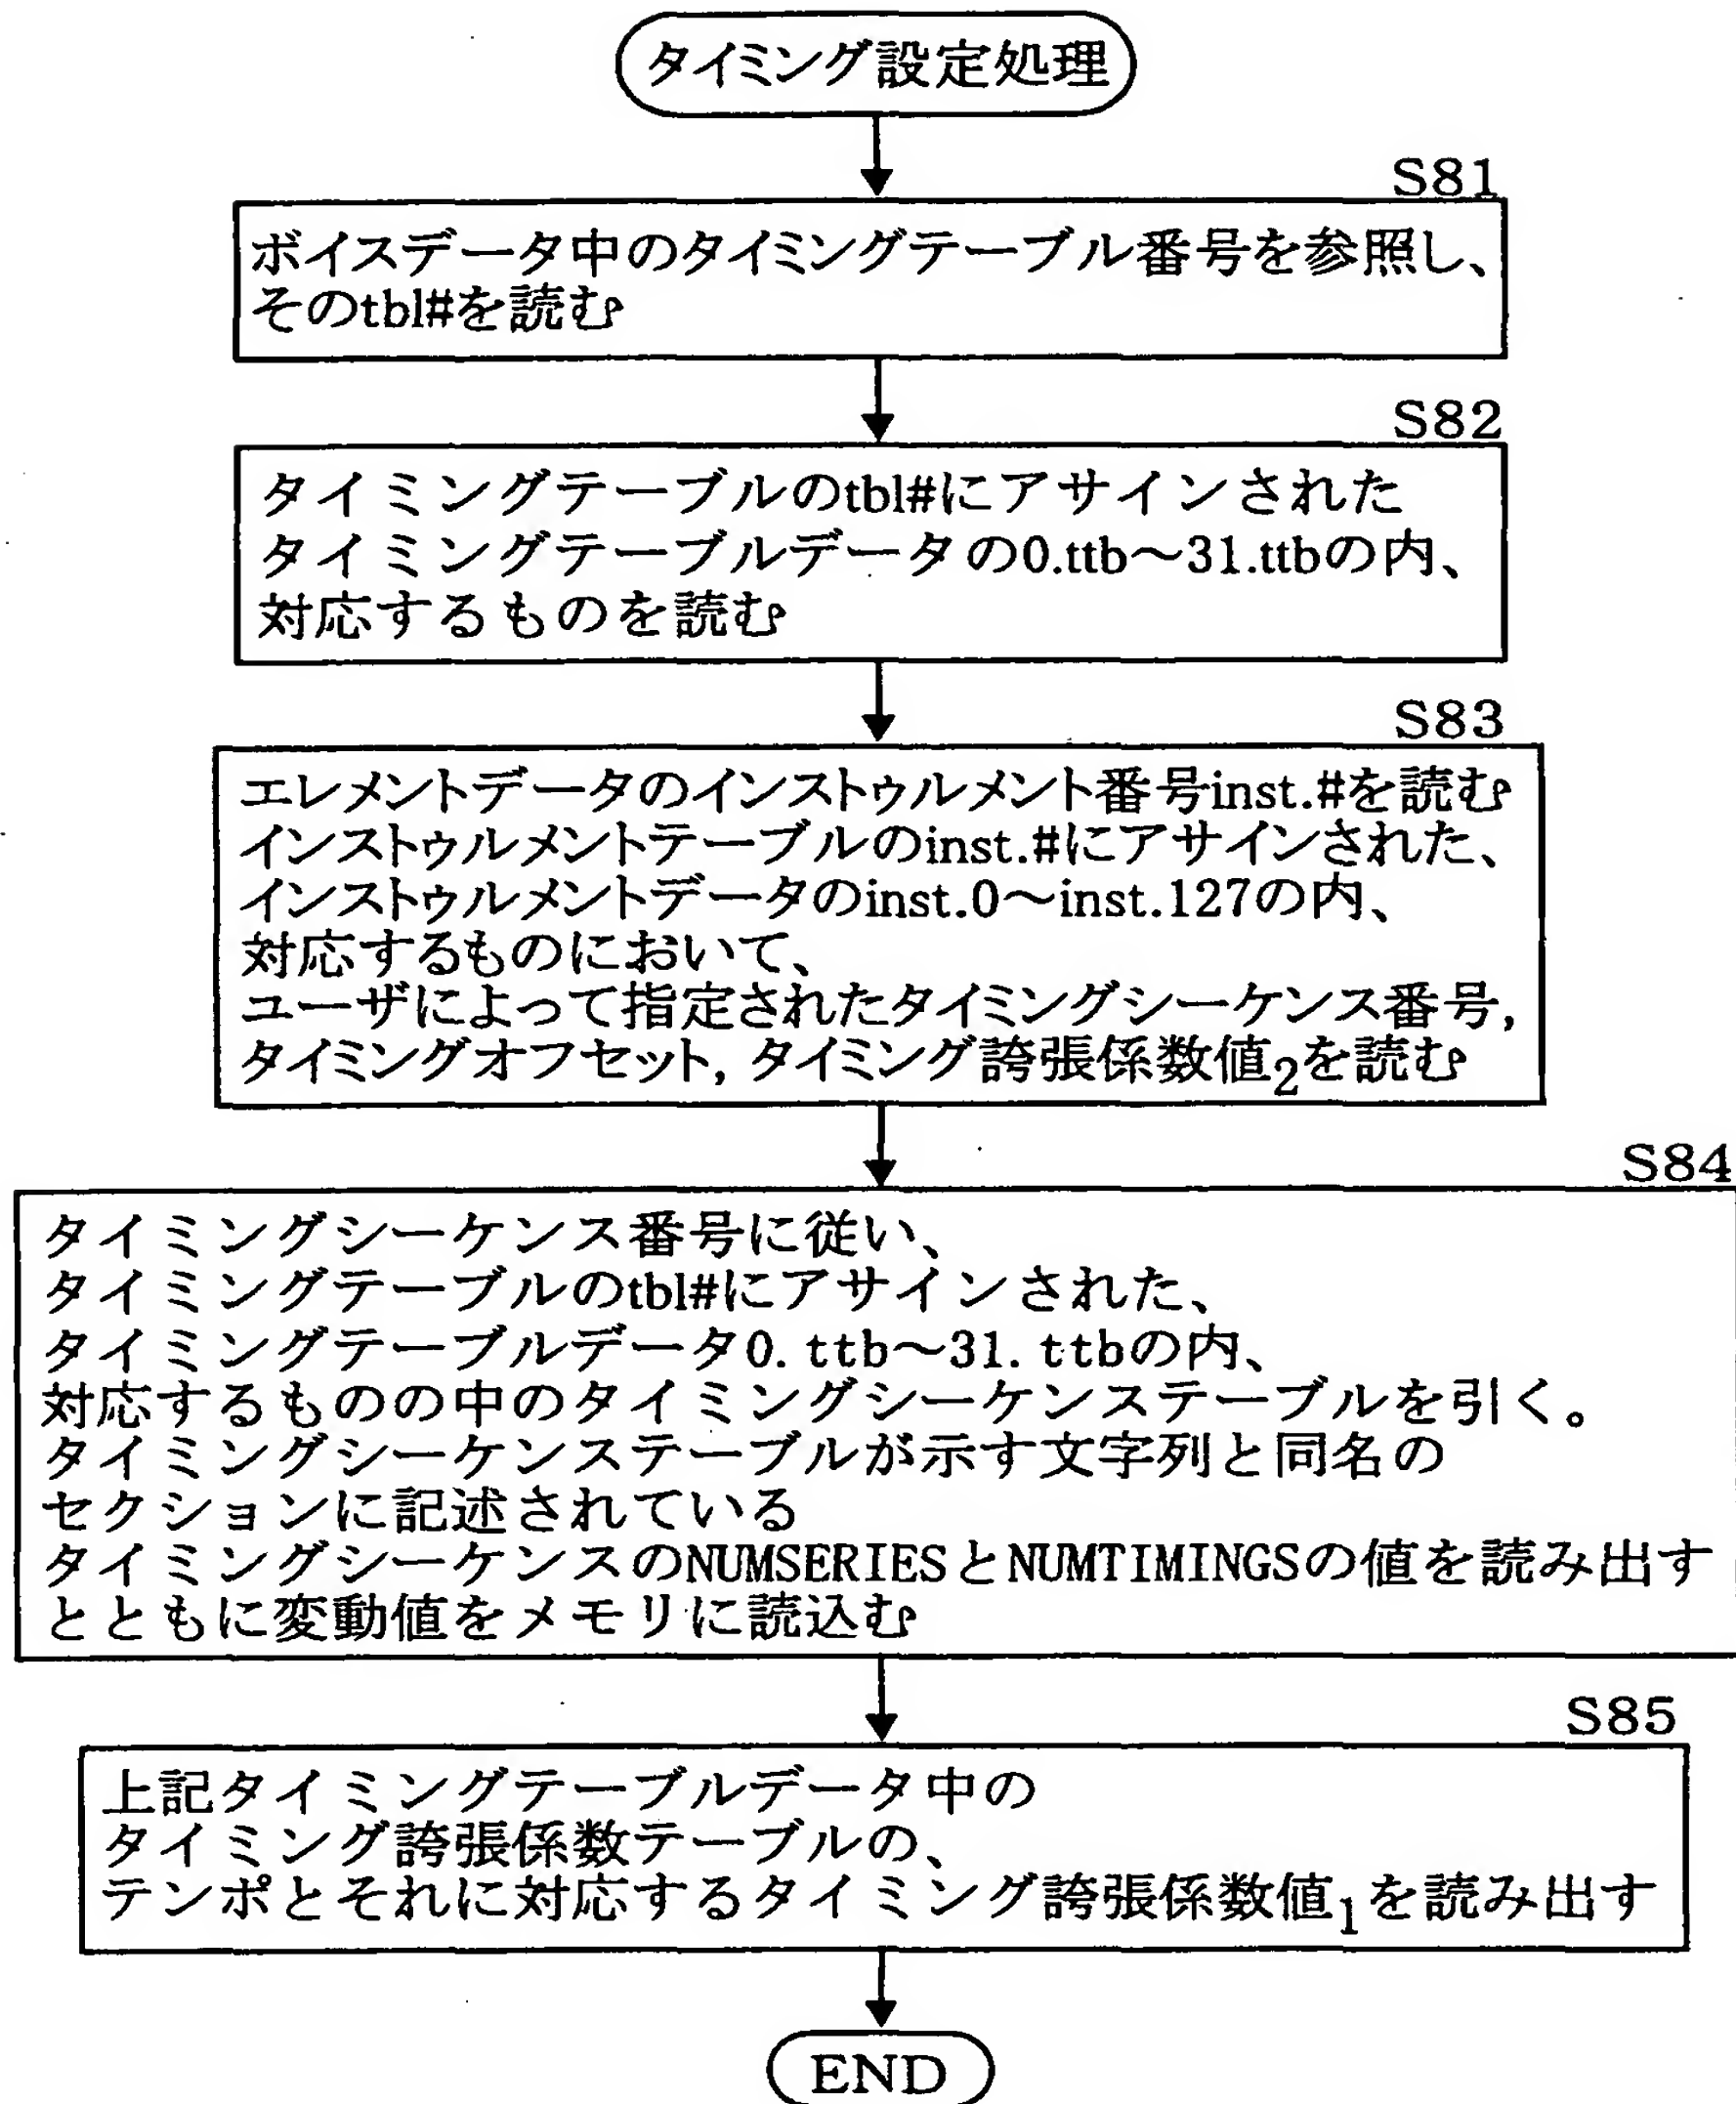 タイミング設定処理
S81
ボイスデータ中のタイミングテーブル番号を参照し、
そのtbl#を読む
S82
タイミングテーブルのtbl#にアサインされた
タイミングテーブルデータの0.ttb～31.ttbの内、
対応するものを読む
S83
エレメントデータのインストゥルメント番号inst.#を読む
インストゥルメントテーブルのinst.#にアサインされた、
インストゥルメントデータのinst.0～inst.127の内、
対応するものにおいて、
ユーザによって指定されたタイミングシーケンス番号,
タイミングオフセット, タイミング誇張係数値2を読む
S84
タイミングシーケンス番号に従い、
タイミングテーブルのtbl#にアサインされた、
タイミングテーブルデータ0. ttb～31. ttbの内、
対応するものの中のタイミングシーケンステーブルを引く。
タイミングシーケンステーブルが示す文字列と同名の
セクションに記述されている
タイミングシーケンスのNUMSERIESとNUMTIMINGSの値を読み出す
とともに変動値をメモリに読込む
S85
上記タイミングテーブルデータ中の
タイミング誇張係数テーブルの、
テンポとそれに対応するタイミング誇張係数値1を読み出す
END